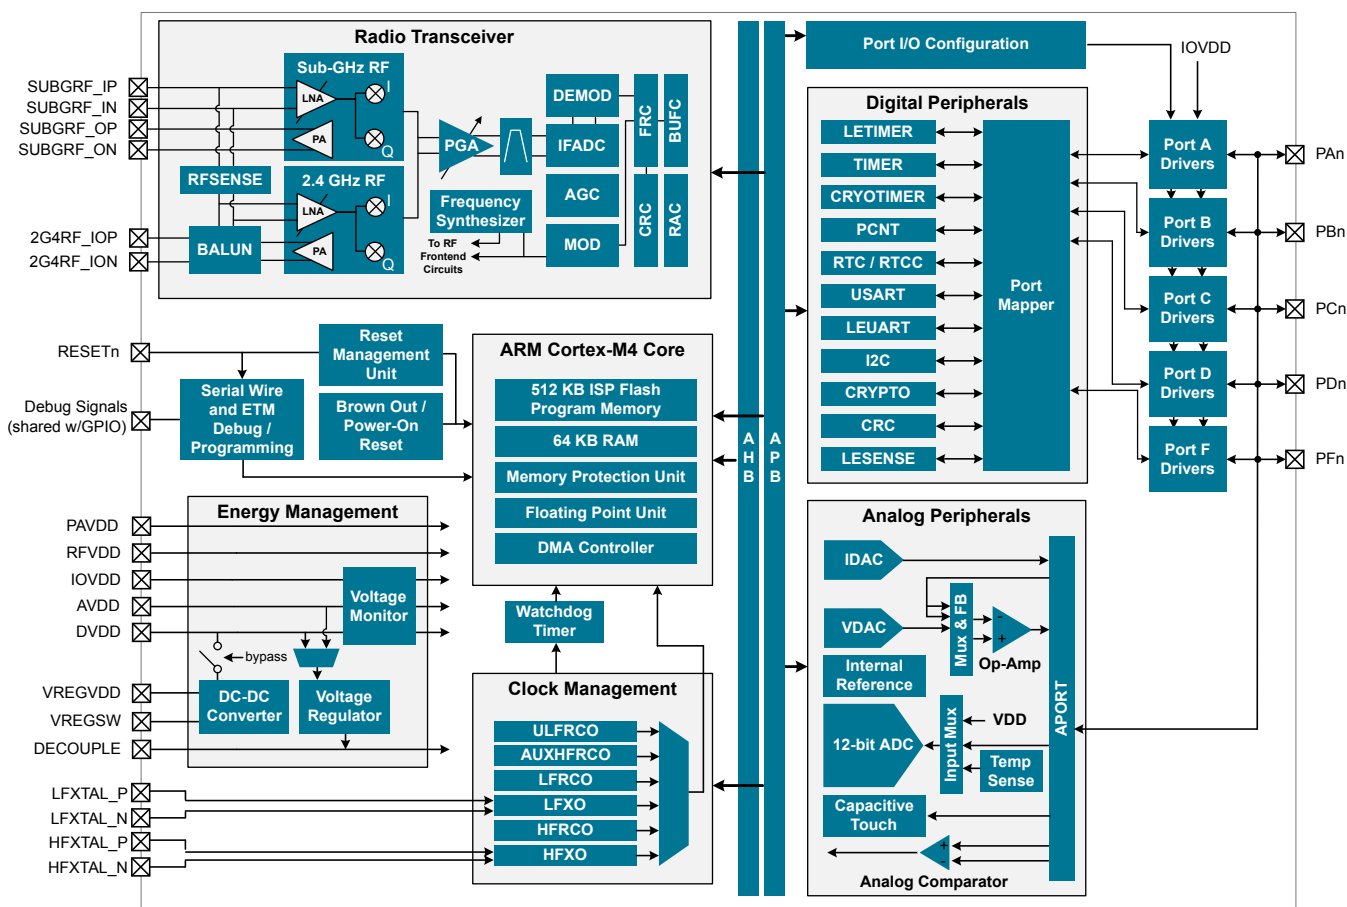 Radio Transceiver
SUBGRF_IP
SUBGRF_IN
SUBGRF_OP
SUBGRF_ON
2G4RF_IOP
2G4RF_ION
Sub-GHz RF
LNA
I
PA
Q
RFSENSE
2.4 GHz RF
LNA
I
PA
Q
BALUN
PGA
Frequency
Synthesizer
To RF
Frontend
Circuits
DEMOD
IFADC
AGC
MOD
FRC
BUFC
CRC
RAC
RESETn
Debug Signals
(shared w/GPIO)
Reset
Management
Unit
Serial Wire
and ETM
Debug /
Programming
Brown Out /
Power-On
Reset
ARM Cortex-M4 Core
512 KB ISP Flash
Program Memory
64 KB RAM
Memory Protection Unit
Floating Point Unit
DMA Controller
Watchdog
Timer
Energy Management
PAVDD
RFVDD
IOVDD
AVDD
DVDD
VREGVDD
VREGSW
DECOUPLE
Voltage
Monitor
bypass
DC-DC
Converter
Voltage
Regulator
Clock Management
LFXTAL_P
LFXTAL_N
HFXTAL_P
HFXTAL_N
ULFRCO
AUXHFRCO
LFRCO
LFXO
HFRCO
HFXO
AHB
APB
Port I/O Configuration
IOVDD
Digital Peripherals
LETIMER
TIMER
CRYOTIMER
PCNT
RTC / RTCC
USART
LEUART
I2C
CRYPTO
CRC
LESENSE
Port
Mapper
Port A
Drivers
Port B
Drivers
Port C
Drivers
Port D
Drivers
Port F
Drivers
PAn
PBn
PCn
PDn
PFn
Analog Peripherals
IDAC
VDAC
Mux & FB
-
+
Op-Amp
Internal
Reference
12-bit ADC
Input Mux
VDD
Temp
Sense
Capacitive
Touch
+
-
Analog Comparator
APORT